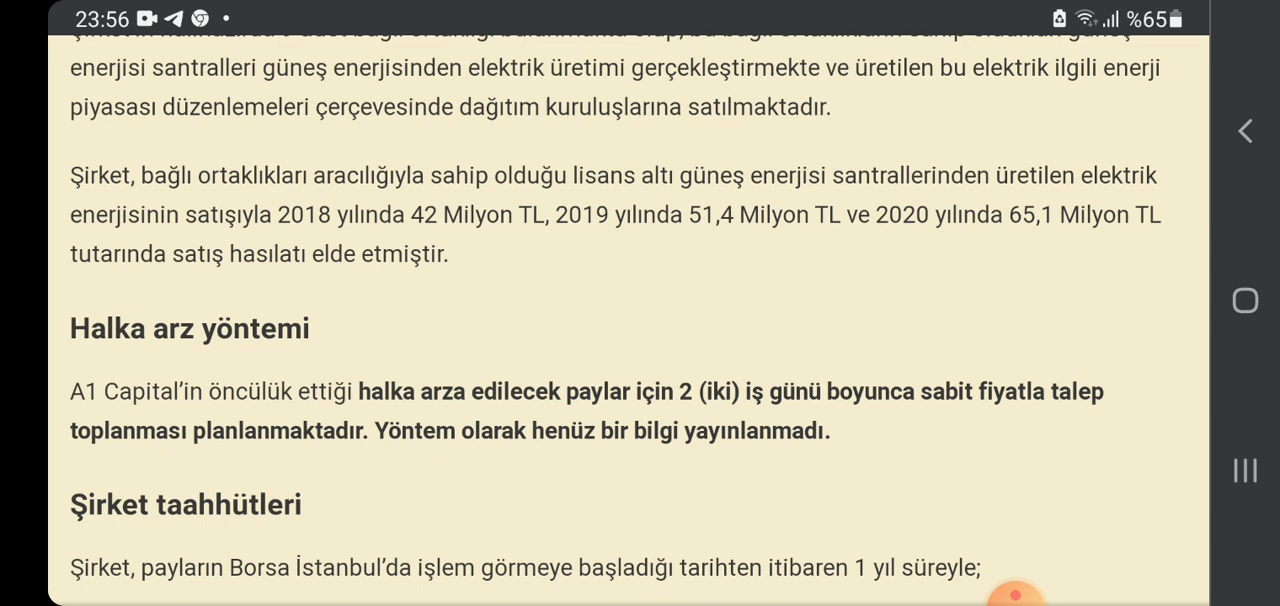 23:56
%65
enerjisi santralleri güneş enerjisinden elektrik üretimi gerçekleştirmekte ve üretilen bu elektrik ilgili enerji
piyasası düzenlemeleri çerçevesinde dağıtım kuruluşlarına satılmaktadır.
Şirket, bağlı ortaklıkları aracılığıyla sahip olduğu lisans altı güneş enerjisi santrallerinden üretilen elektrik
enerjisinin satışıyla 2018 yılında 42 Milyon TL, 2019 yılında 51,4 Milyon TL ve 2020 yılında 65,1 Milyon TL
tutarında satış hasılatı elde etmiştir.
Halka arz yöntemi
A1 Capital’in öncülük ettiği halka arza edilecek paylar için 2 (iki) iş günü boyunca sabit fiyatla talep
toplanması planlanmaktadır. Yöntem olarak henüz bir bilgi yayınlanmadı.
Şirket taahhütleri
Şirket, payların Borsa İstanbul’da işlem görmeye başladığı tarihten itibaren 1 yıl süreyle;